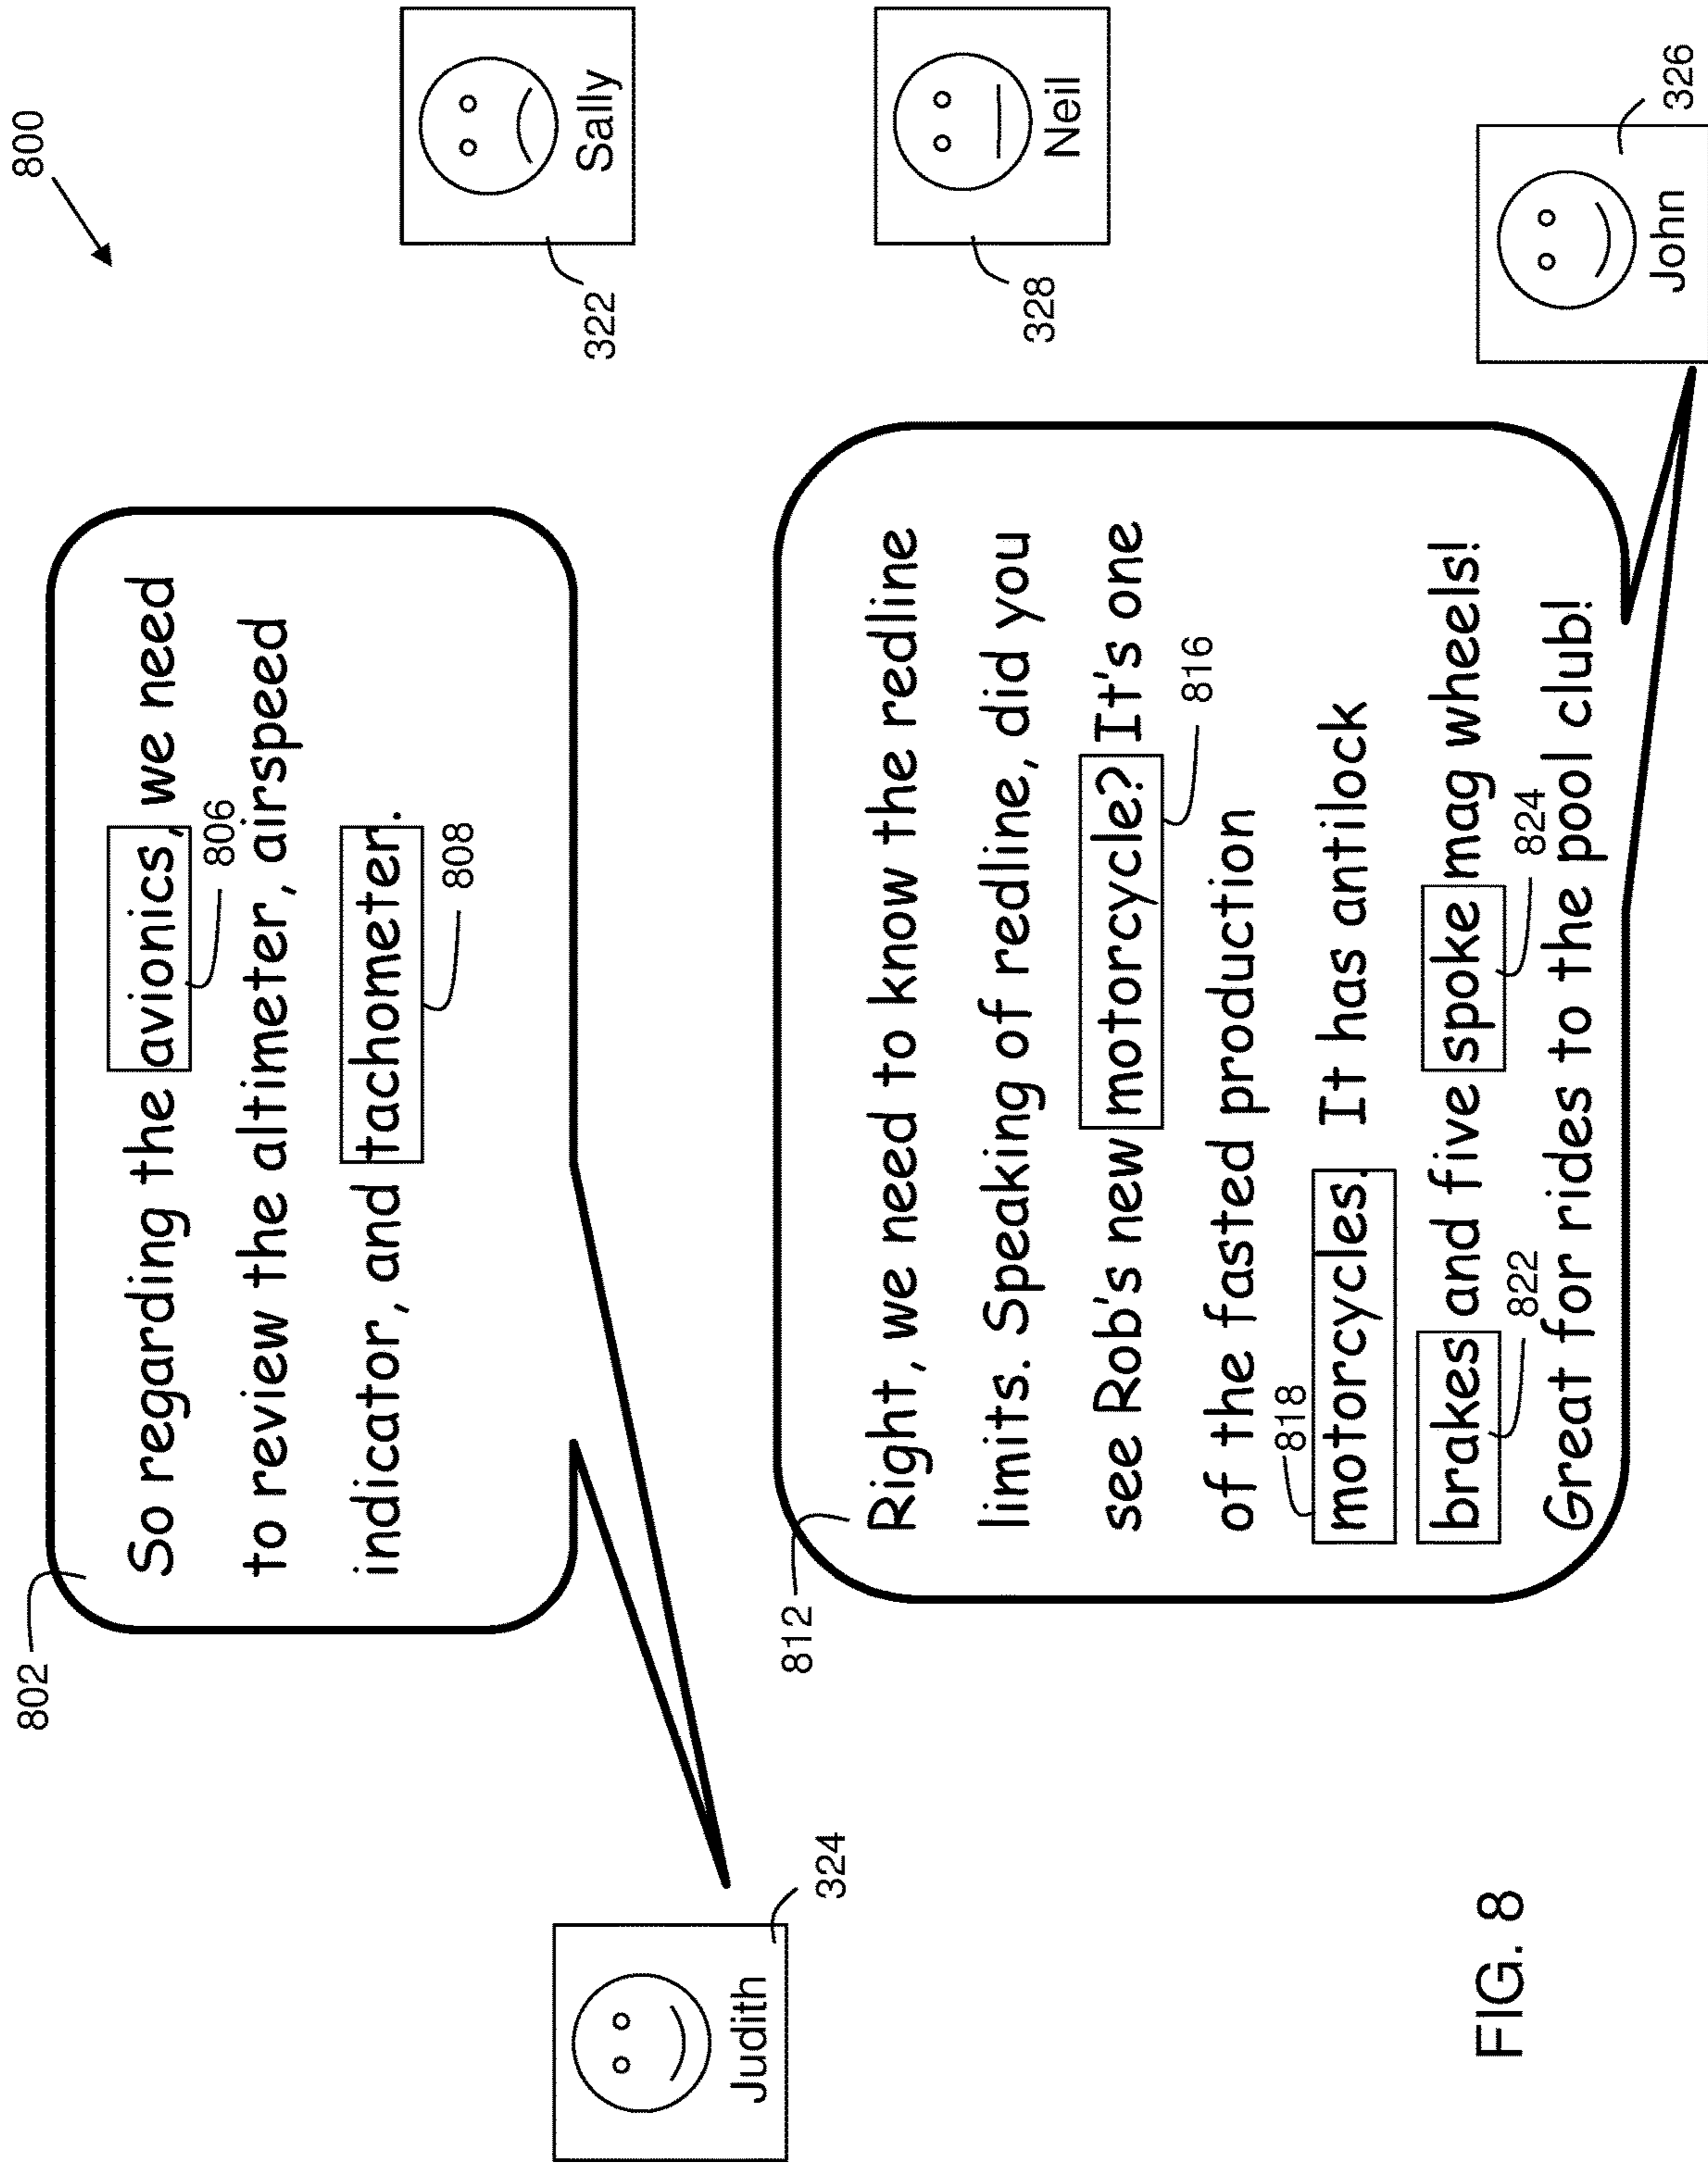 800
802
So regarding the avionics, we need
806
to review the altimeter, airspeed
indicator, and tachometer.
808
Sally
322
Judith
324
812
Right, we need to know the redline
limits. Speaking of redline, did you
see Rob's new motorcycle? It's one
816
of the fasted production
818
motorcycles. It has antilock
brakes and five spoke mag wheels!
822
824
Great for rides to the pool club!
Neil
328
John
326
FIG. 8